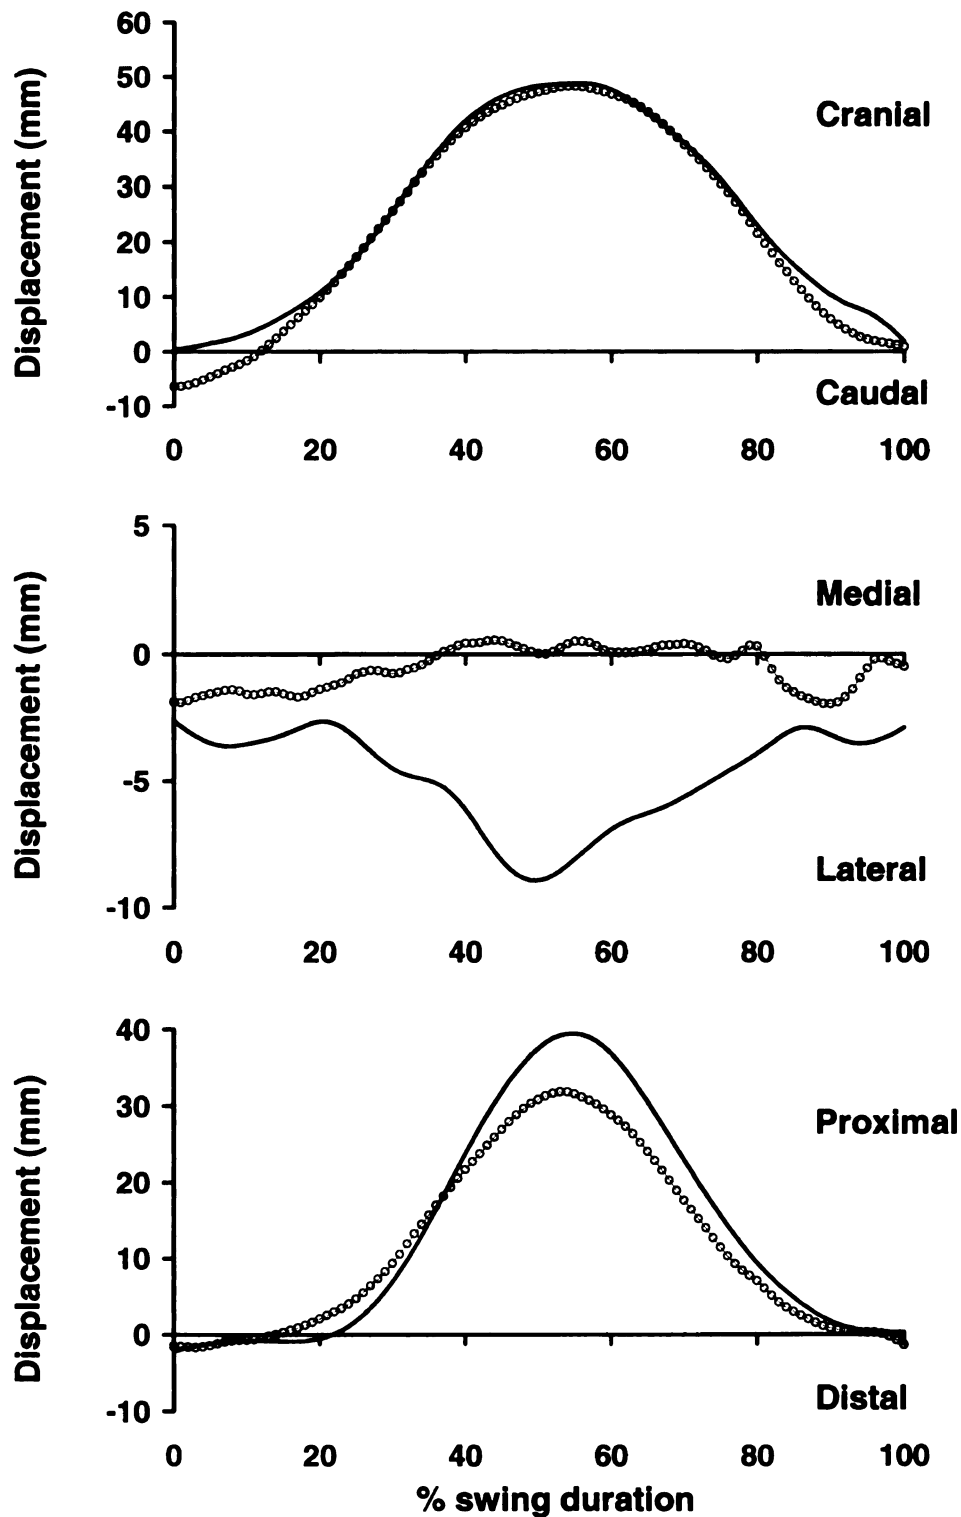 Displacement (mm)
60
50
40
30
20
10
0
-10
Cranial
Caudal
0 20 40 60 80 100
Displacement (mm)
5
0
-5
-10
Medial
Lateral
0 20 40 60 80 100
Displacement (mm)
40
30
20
10
0
-10
Proximal
Distal
0 20 40 60 80 100
% swing duration